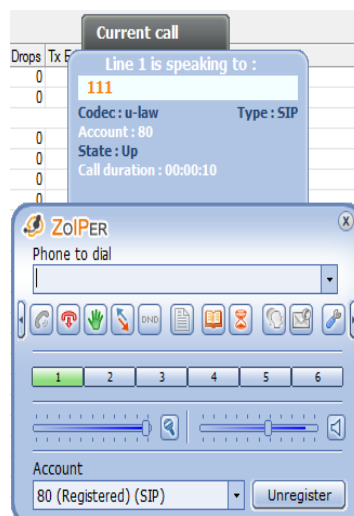 Current call
Drops Tx E
Line 1 is speaking to :
0
111
0
Codec : u-law Type : SIP
Account : 80
0
State : Up
0
Call duration : 00:00:10
0
0
ZOIPER
Phone to dial
DND
1 2 3 4 5 6
Account
80 (Registered) (SIP) Unregister